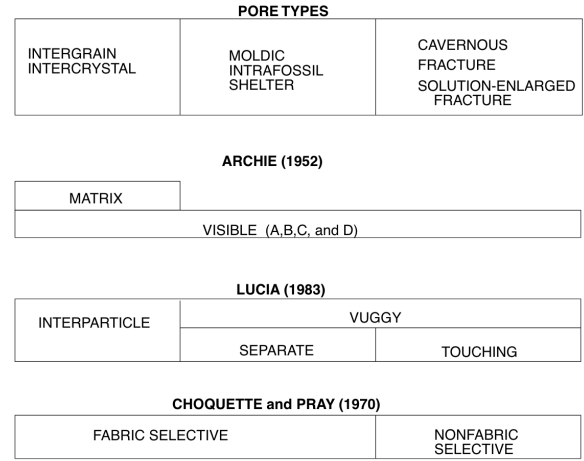 PORE TYPES
INTERGRAIN
INTERCRYSTAL
MOLDIC
INTRAFOSSIL
SHELTER
CAVERNOUS
FRACTURE
SOLUTION-ENLARGED
FRACTURE
ARCHIE (1952)
MATRIX
VISIBLE (A,B,C, and D)
LUCIA (1983)
INTERPARTICLE
VUGGY
SEPARATE
TOUCHING
CHOQUETTE and PRAY (1970)
FABRIC SELECTIVE
NONFABRIC
SELECTIVE